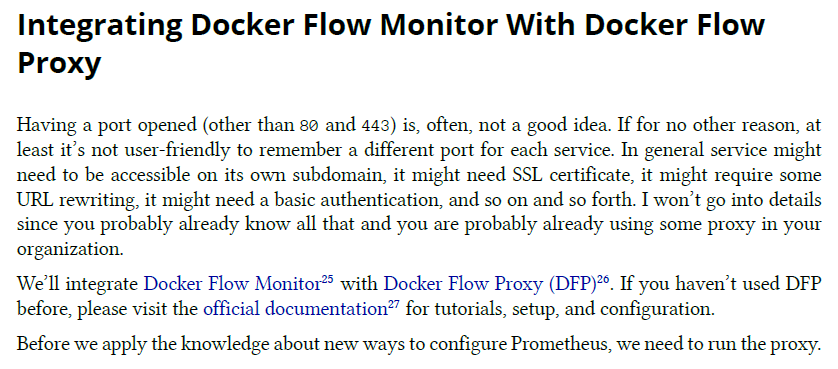 Integrating Docker Flow Monitor With Docker Flow
Proxy
Having a port opened (other than 80 and 443) is, often, not a good idea. If for no other reason, at
least it’s not user-friendly to remember a different port for each service. In general service might
need to be accessible on its own subdomain, it might need SSL certificate, it might require some
URL rewriting, it might need a basic authentication, and so on and so forth. I won’t go into details
since you probably already know all that and you are probably already using some proxy in your
organization.
We’ll integrate Docker Flow Monitor²⁵ with Docker Flow Proxy (DFP)²⁶. If you haven’t used DFP
before, please visit the official documentation²⁷ for tutorials, setup, and configuration.
Before we apply the knowledge about new ways to configure Prometheus, we need to run the proxy.